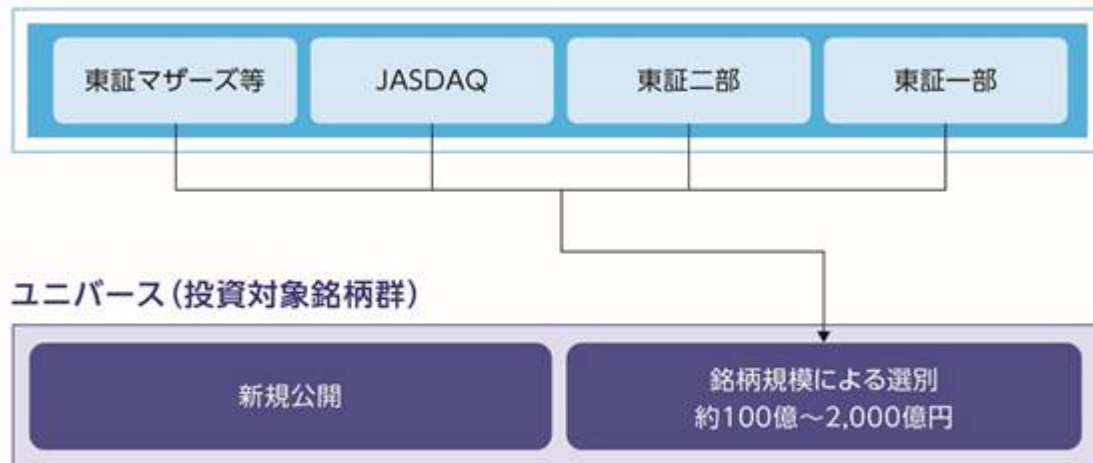 東証マザーズ等
JASDAQ
東証二部
東証一部
ユニバース(投資対象銘柄群)
新規公開
銘柄規模による選別
約100億～2,000億円